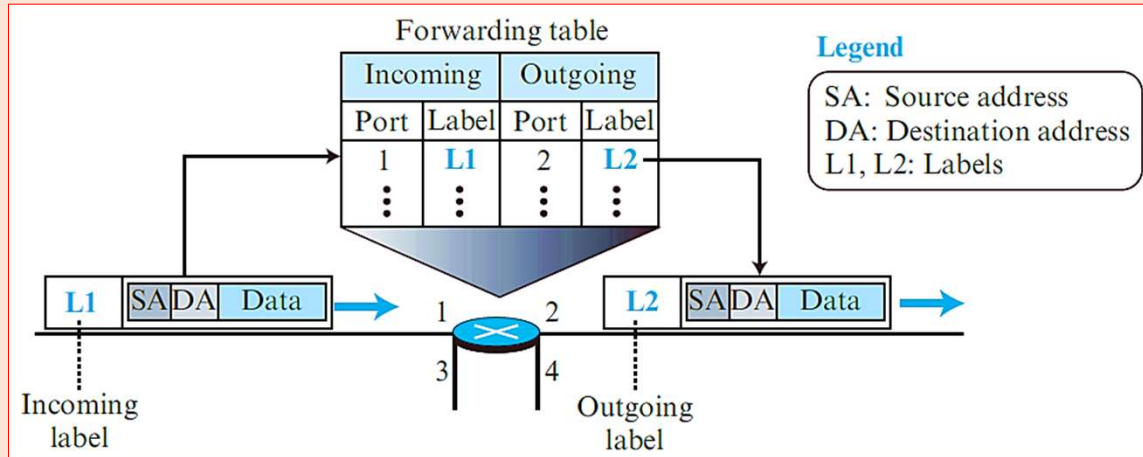 Forwarding table
Incoming Outgoing
Port Label Port Label
1 L1 2 L2
Legend
SA: Source address
DA: Destination address
L1, L2: Labels
L1 SA DA Data
1 2
3 4
L2 SA DA Data
Incoming
label
Outgoing
label